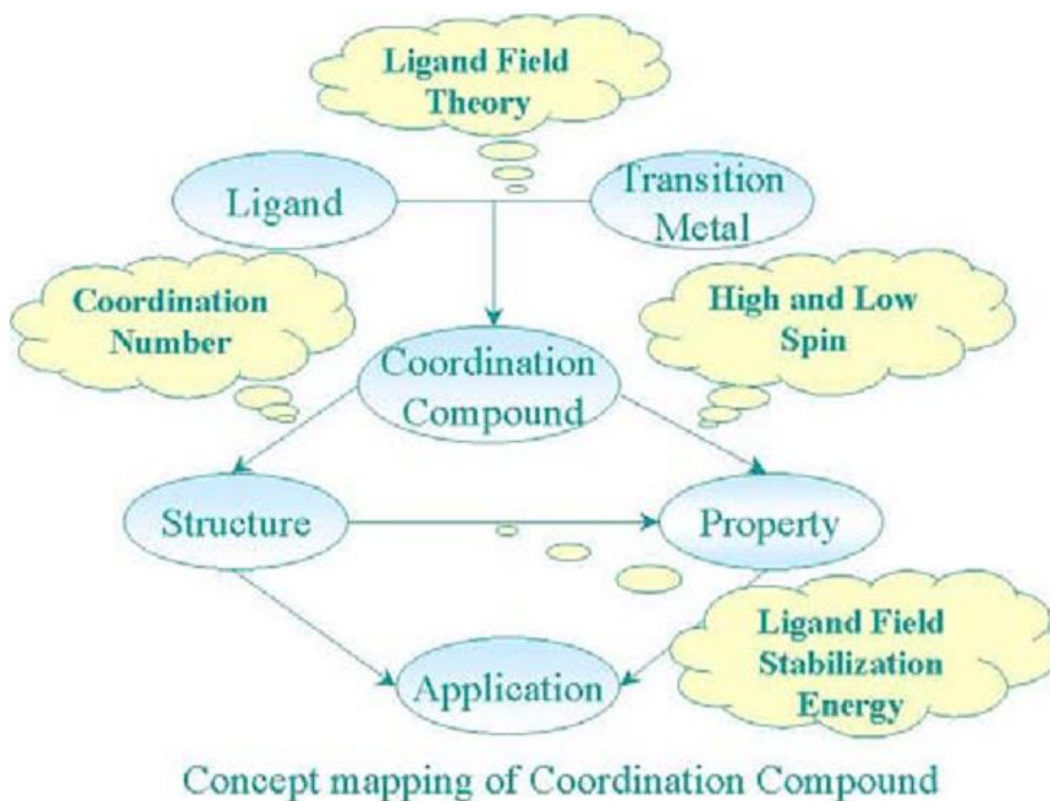 Ligand Field
Theory
Ligand
Transition
Metal
Coordination
Number
High and Low
Spin
Coordination
Compound
Structure
Property
Ligand Field
Stabilization
Energy
Application
Concept mapping of Coordination Compound